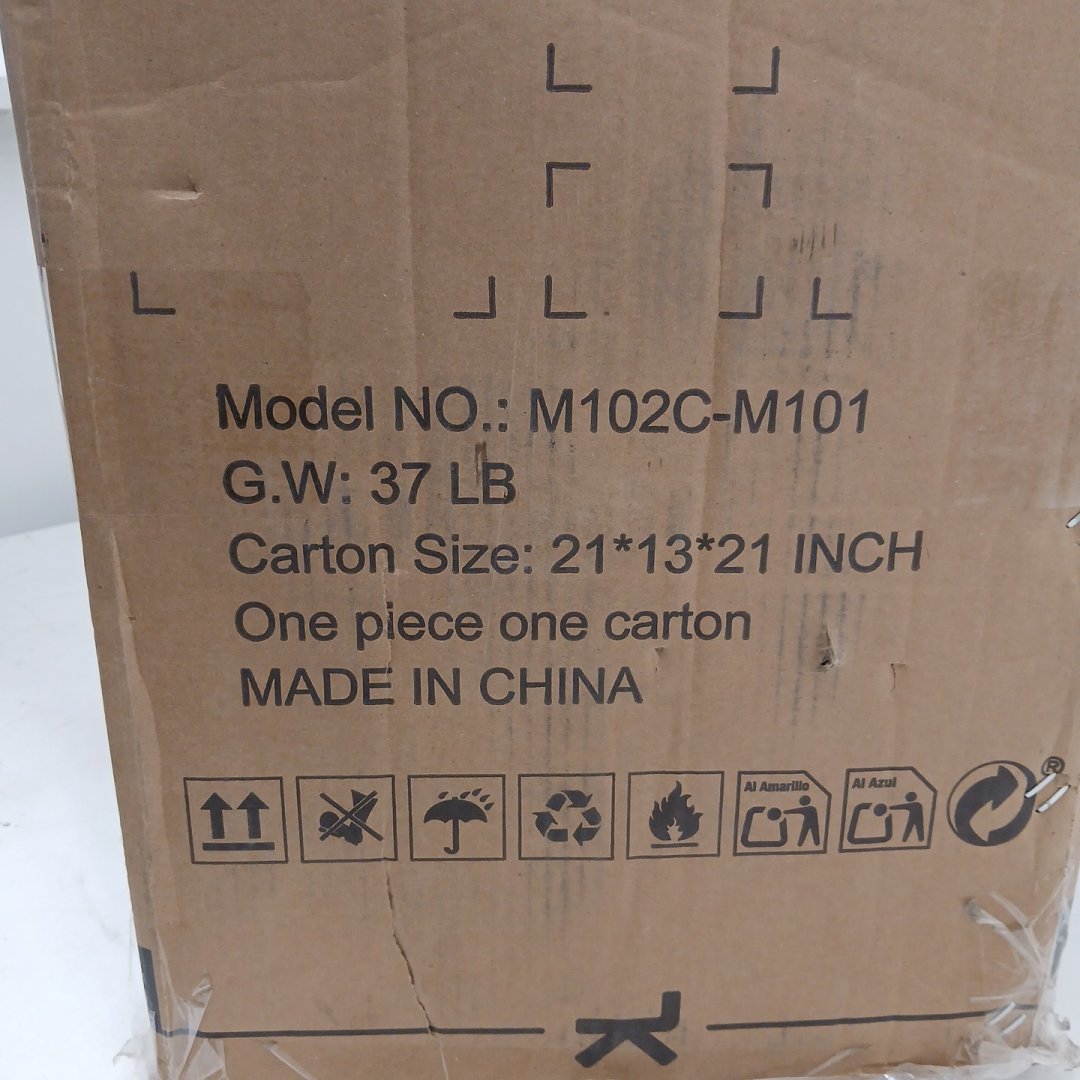 Model NO.: M102C-M101
G.W: 37 LB
Carton Size: 21*13*21 INCH
One piece one carton
MADE IN CHINA
Al Amarillo
Al Azul
®
K